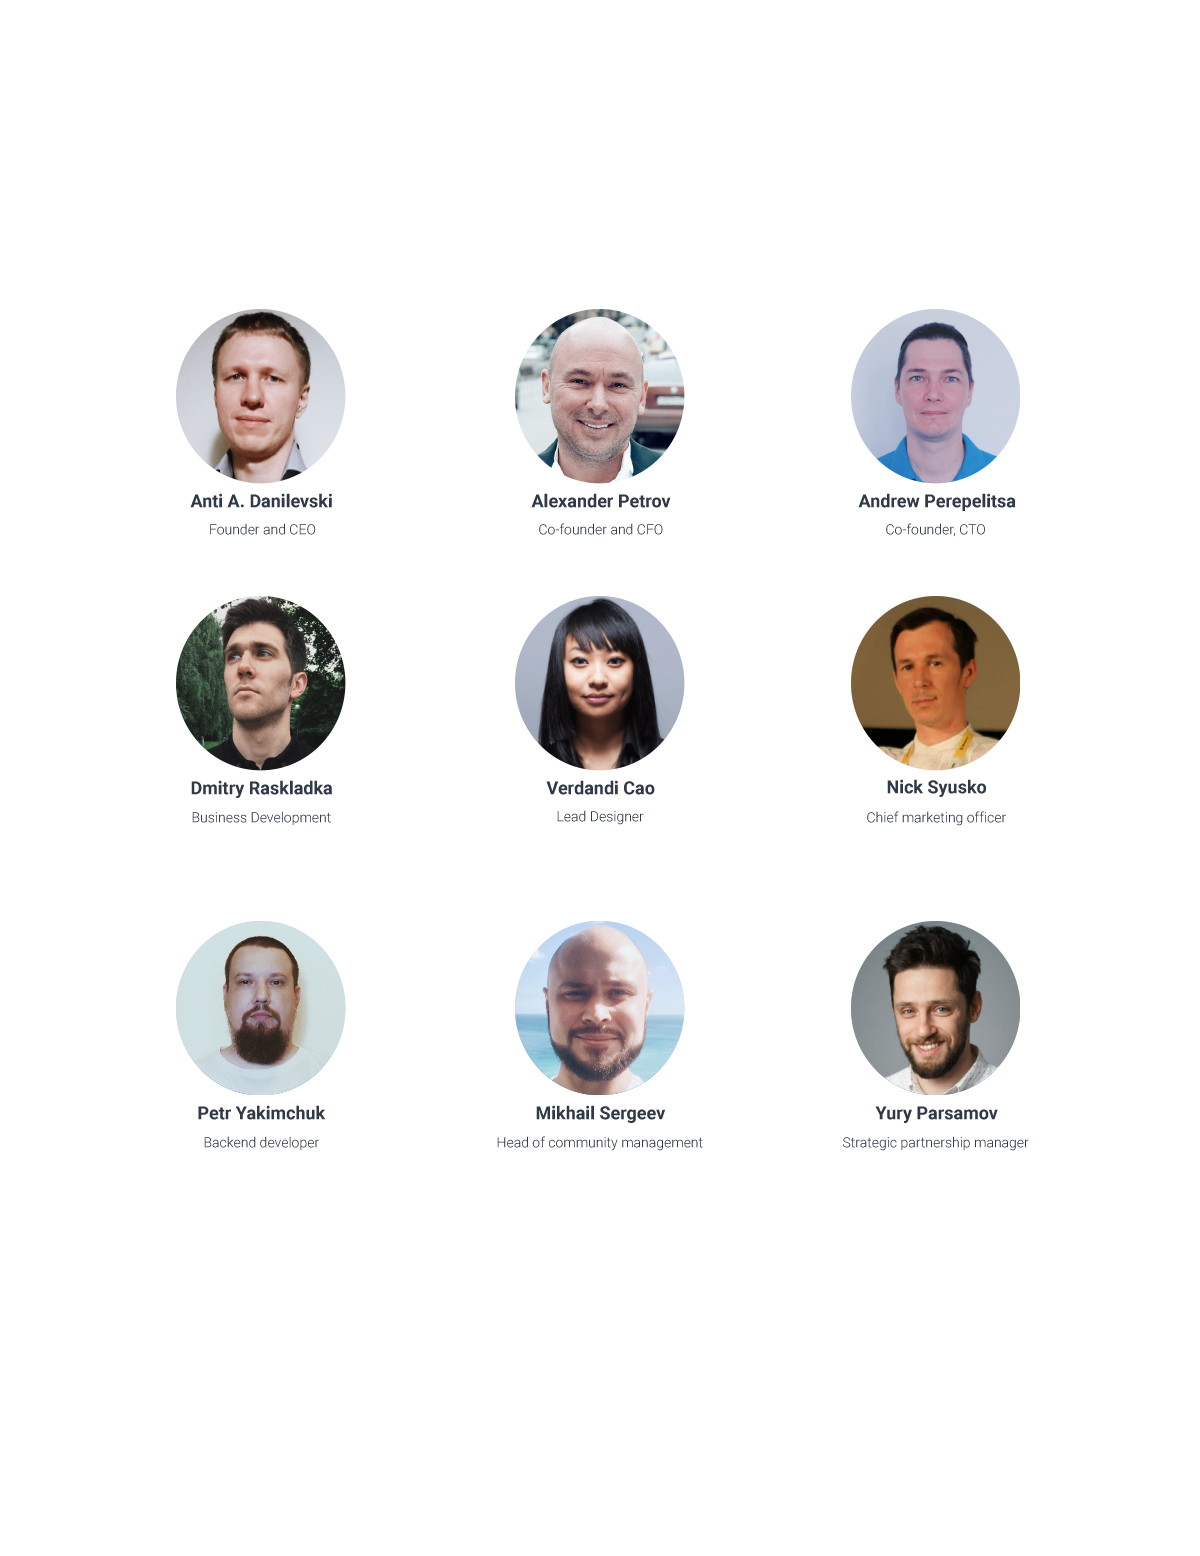 Anti A. Danilevski
Founder and CEO
Alexander Petrov
Co-founder and CFO
Andrew Perepelitsa
Co-founder, CTO
Dmitry Raskladka
Business Development
Verdandi Cao
Lead Designer
Nick Syusko
Chief marketing officer
Petr Yakimchuk
Backend developer
Mikhail Sergeev
Head of community management
Yury Parsamov
Strategic partnership manager